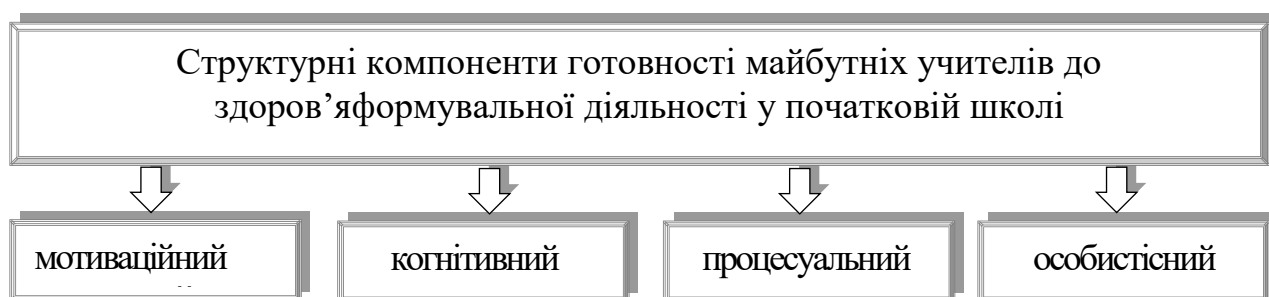 Структурні компоненти готовності майбутніх учителів до
здоров’яформувальної діяльності у початковій школі
мотиваційний
когнітивний
процесуальний
особистісний